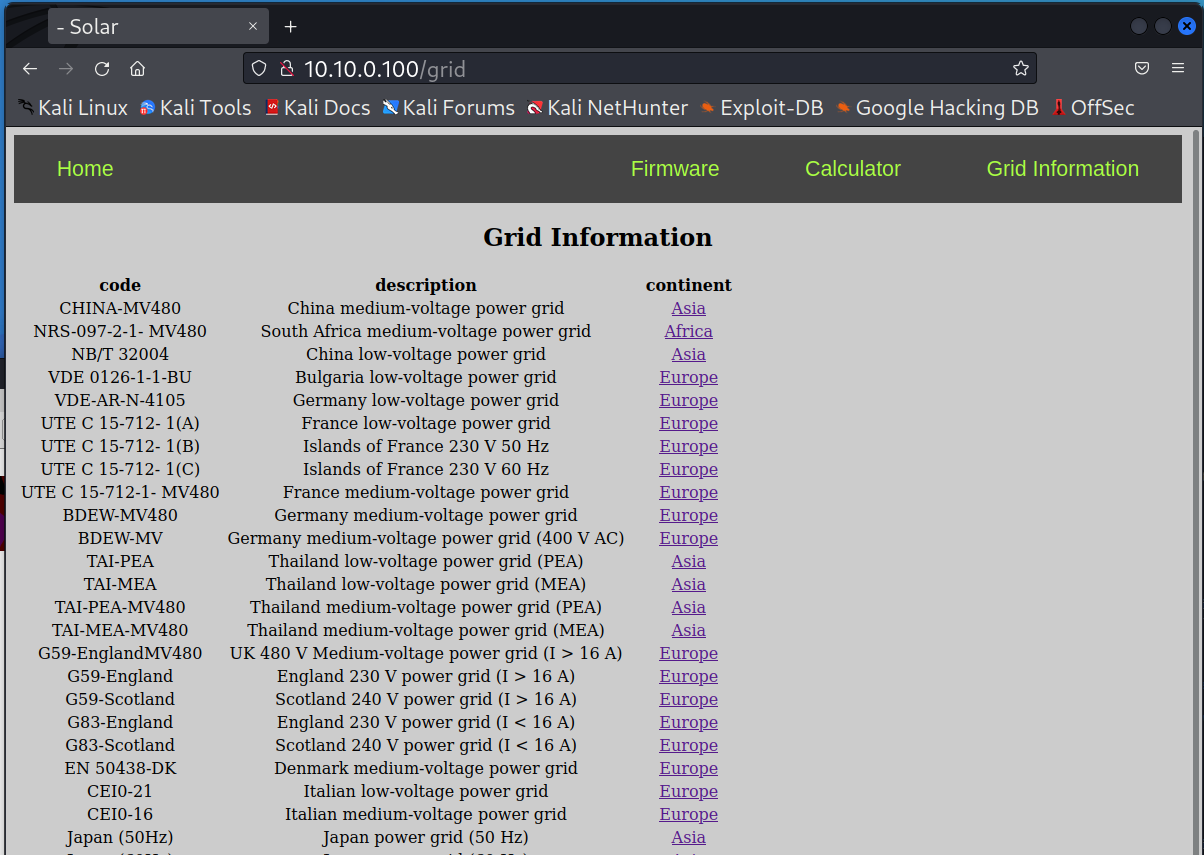 - Solar
10.10.0.100/grid
Kali Linux Kali Tools Kali Docs Kali Forums Kali NetHunter Exploit-DB Google Hacking DB OffSec
Home Firmware Calculator Grid Information
Grid Information
code description continent
CHINA-MV480 China medium-voltage power grid Asia
NRS-097-2-1- MV480 South Africa medium-voltage power grid Africa
NB/T 32004 China low-voltage power grid Asia
VDE 0126-1-1-BU Bulgaria low-voltage power grid Europe
VDE-AR-N-4105 Germany low-voltage power grid Europe
UTE C 15-712- 1(A) France low-voltage power grid Europe
UTE C 15-712- 1(B) Islands of France 230 V 50 Hz Europe
UTE C 15-712- 1(C) Islands of France 230 V 60 Hz Europe
UTE C 15-712-1- MV480 France medium-voltage power grid Europe
BDEW-MV480 Germany medium-voltage power grid Europe
BDEW-MV Germany medium-voltage power grid (400 V AC) Europe
TAI-PEA Thailand low-voltage power grid (PEA) Asia
TAI-MEA Thailand low-voltage power grid (MEA) Asia
TAI-PEA-MV480 Thailand medium-voltage power grid (PEA) Asia
TAI-MEA-MV480 Thailand medium-voltage power grid (MEA) Asia
G59-EnglandMV480 UK 480 V Medium-voltage power grid (I > 16 A) Europe
G59-England England 230 V power grid (I > 16 A) Europe
G59-Scotland Scotland 240 V power grid (I > 16 A) Europe
G83-England England 230 V power grid (I < 16 A) Europe
G83-Scotland Scotland 240 V power grid (I < 16 A) Europe
EN 50438-DK Denmark medium-voltage power grid Europe
CEI0-21 Italian low-voltage power grid Europe
CEI0-16 Italian medium-voltage power grid Europe
Japan (50Hz) Japan power grid (50 Hz) Asia